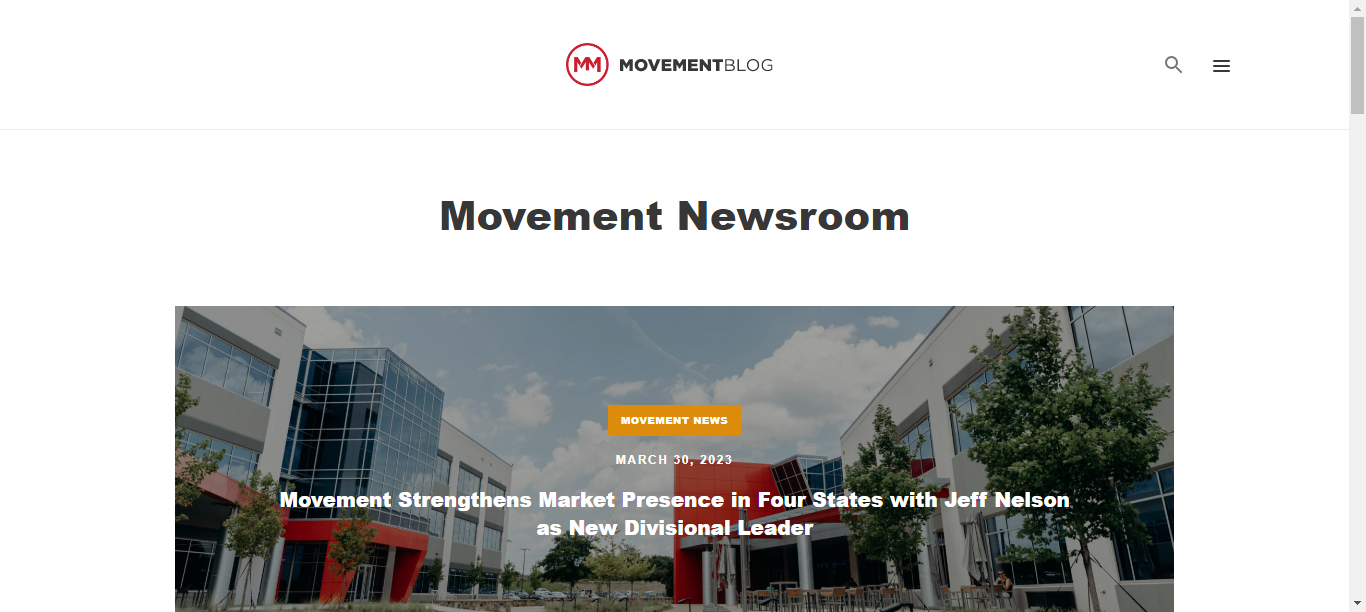 MOVEMENTBLOG
Movement Newsroom
MOVEMENT NEWS
MARCH 30, 2023
Movement Strengthens Market Presence in Four States with Jeff Nelson
as New Divisional Leader